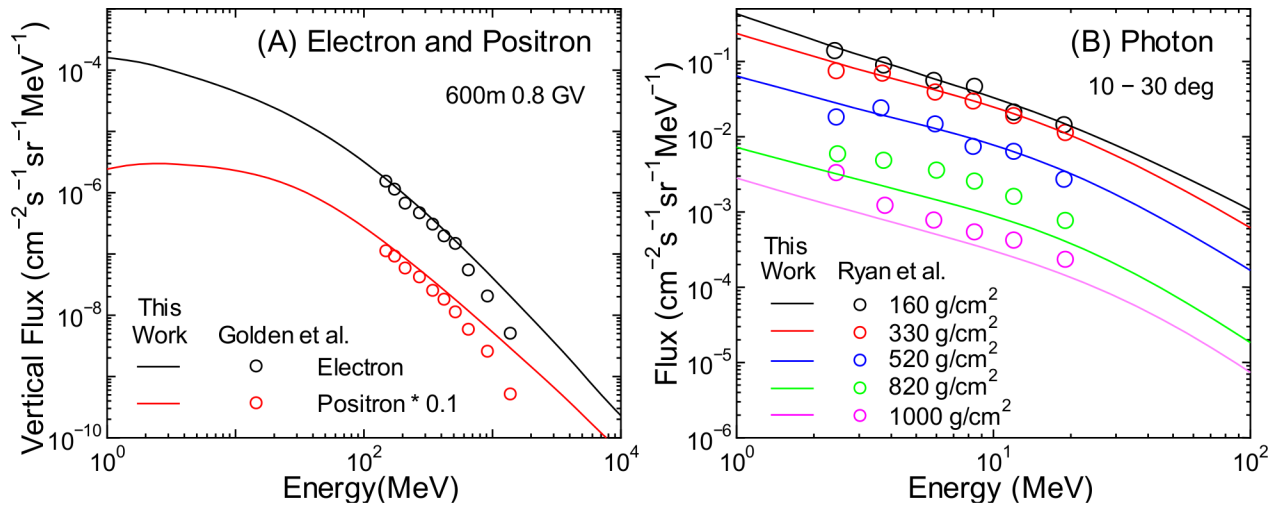 (A) Electron and Positron
600m 0.8 GV
Vertical Flux (cm⁻²s⁻¹sr⁻¹MeV⁻¹)
10⁻⁴
10⁻⁶
10⁻⁸
10⁻¹⁰
This
Work Golden et al.
Electron
Positron * 0.1
10⁰ 10¹ 10² 10³ 10⁴
Energy(MeV)
(B) Photon
10 − 30 deg
Flux (cm⁻²s⁻¹sr⁻¹MeV⁻¹)
10⁻¹
10⁻²
10⁻³
10⁻⁴
10⁻⁵
10⁻⁶
This
Work Ryan et al.
160 g/cm²
330 g/cm²
520 g/cm²
820 g/cm²
1000 g/cm²
10⁰ 10¹ 10²
Energy (MeV)